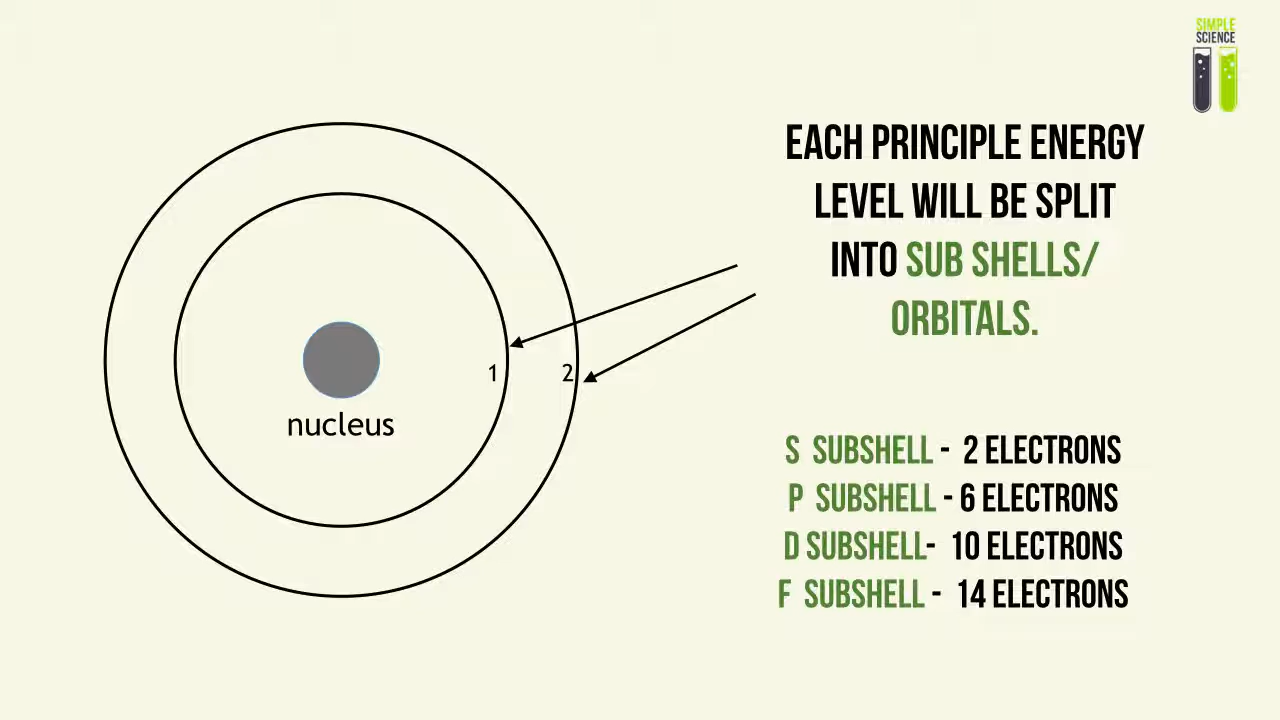 SIMPLE
SCIENCE
EACH PRINCIPLE ENERGY
LEVEL WILL BE SPLIT
INTO SUB SHELLS/
ORBITALS.
1
2
nucleus
S SUBSHELL - 2 ELECTRONS
P SUBSHELL - 6 ELECTRONS
D SUBSHELL- 10 ELECTRONS
F SUBSHELL - 14 ELECTRONS